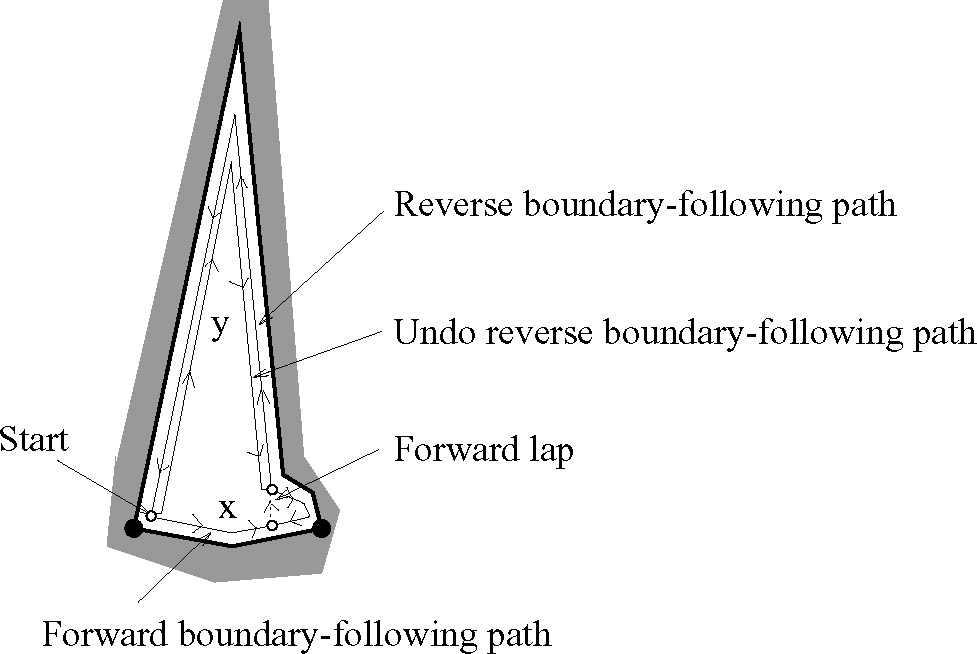 Reverse boundary-following path
y
Undo reverse boundary-following path
Start
Forward lap
x
Forward boundary-following path